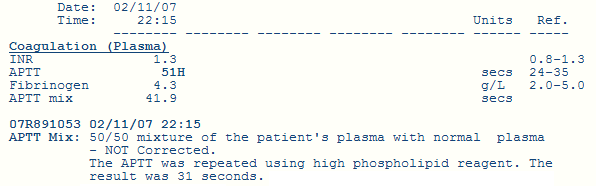 Date: 02/11/07
Time: 22:15 Units Ref.
-------- -------- -------- -------- -------- ------ -----
Coagulation (Plasma)
INR 1.3 0.8-1.3
APTT 51H secs 24-35
Fibrinogen 4.3 g/L 2.0-5.0
APTT mix 41.9 secs
07R891053 02/11/07 22:15
APTT Mix: 50/50 mixture of the patient's plasma with normal plasma
- NOT Corrected.
The APTT was repeated using high phospholipid reagent. The
result was 31 seconds.